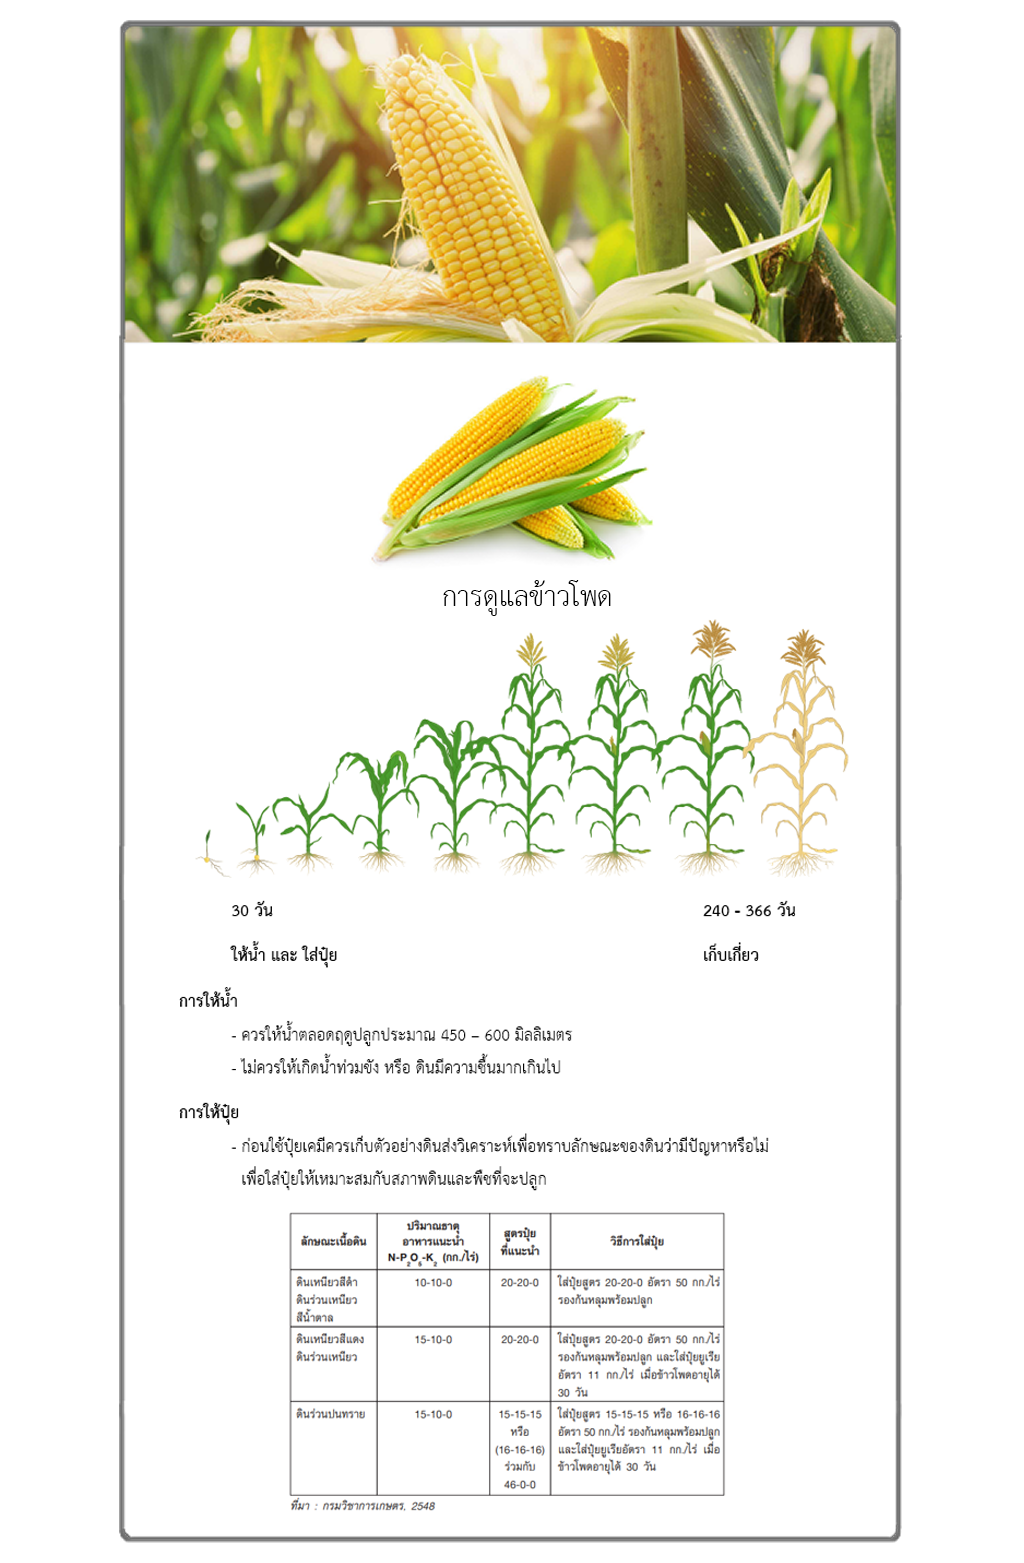 การดูแลข้าวโพด
30 วัน
240 - 366 วัน
ให้น้ำ และ ใส่ปุ๋ย
เก็บเกี่ยว
การให้น้ำ
- ควรให้น้ำตลอดฤดูปลูกประมาณ 450 – 600 มิลลิเมตร
- ไม่ควรให้เกิดน้ำท่วมขัง หรือ ดินมีความชื้นมากเกินไป
การให้ปุ๋ย
- ก่อนใช้ปุ๋ยเคมีควรเก็บตัวอย่างดินส่งวิเคราะห์เพื่อทราบลักษณะของดินว่ามีปัญหาหรือไม่
เพื่อใส่ปุ๋ยให้เหมาะสมกับสภาพดินและพืชที่จะปลูก
ลักษณะเนื้อดิน
ปริมาณธาตุ
อาหารแนะนำ
N-P₂O₅-K₂ (กก./ไร่)
สูตรปุ๋ย
ที่แนะนำ
วิธีการใส่ปุ๋ย
ดินเหนียวสีดำ
ดินร่วนเหนียว
สีน้ำตาล
10-10-0
20-20-0
ใส่ปุ๋ยสูตร 20-20-0 อัตรา 50 กก./ไร่
รองก้นหลุมพร้อมปลูก
ดินเหนียวสีแดง
ดินร่วนเหนียว
15-10-0
20-20-0
ใส่ปุ๋ยสูตร 20-20-0 อัตรา 50 กก./ไร่
รองก้นหลุมพร้อมปลูก และใส่ปุ๋ยยูเรีย
อัตรา 11 กก./ไร่ เมื่อข้าวโพดอายุได้
30 วัน
ดินร่วนปนทราย
15-10-0
15-15-15
หรือ
(16-16-16)
ร่วมกับ
46-0-0
ใส่ปุ๋ยสูตร 15-15-15 หรือ 16-16-16
อัตรา 50 กก./ไร่ รองก้นหลุมพร้อมปลูก
และใส่ปุ๋ยยูเรียอัตรา 11 กก./ไร่ เมื่อ
ข้าวโพดอายุได้ 30 วัน
ที่มา : กรมวิชาการเกษตร, 2548